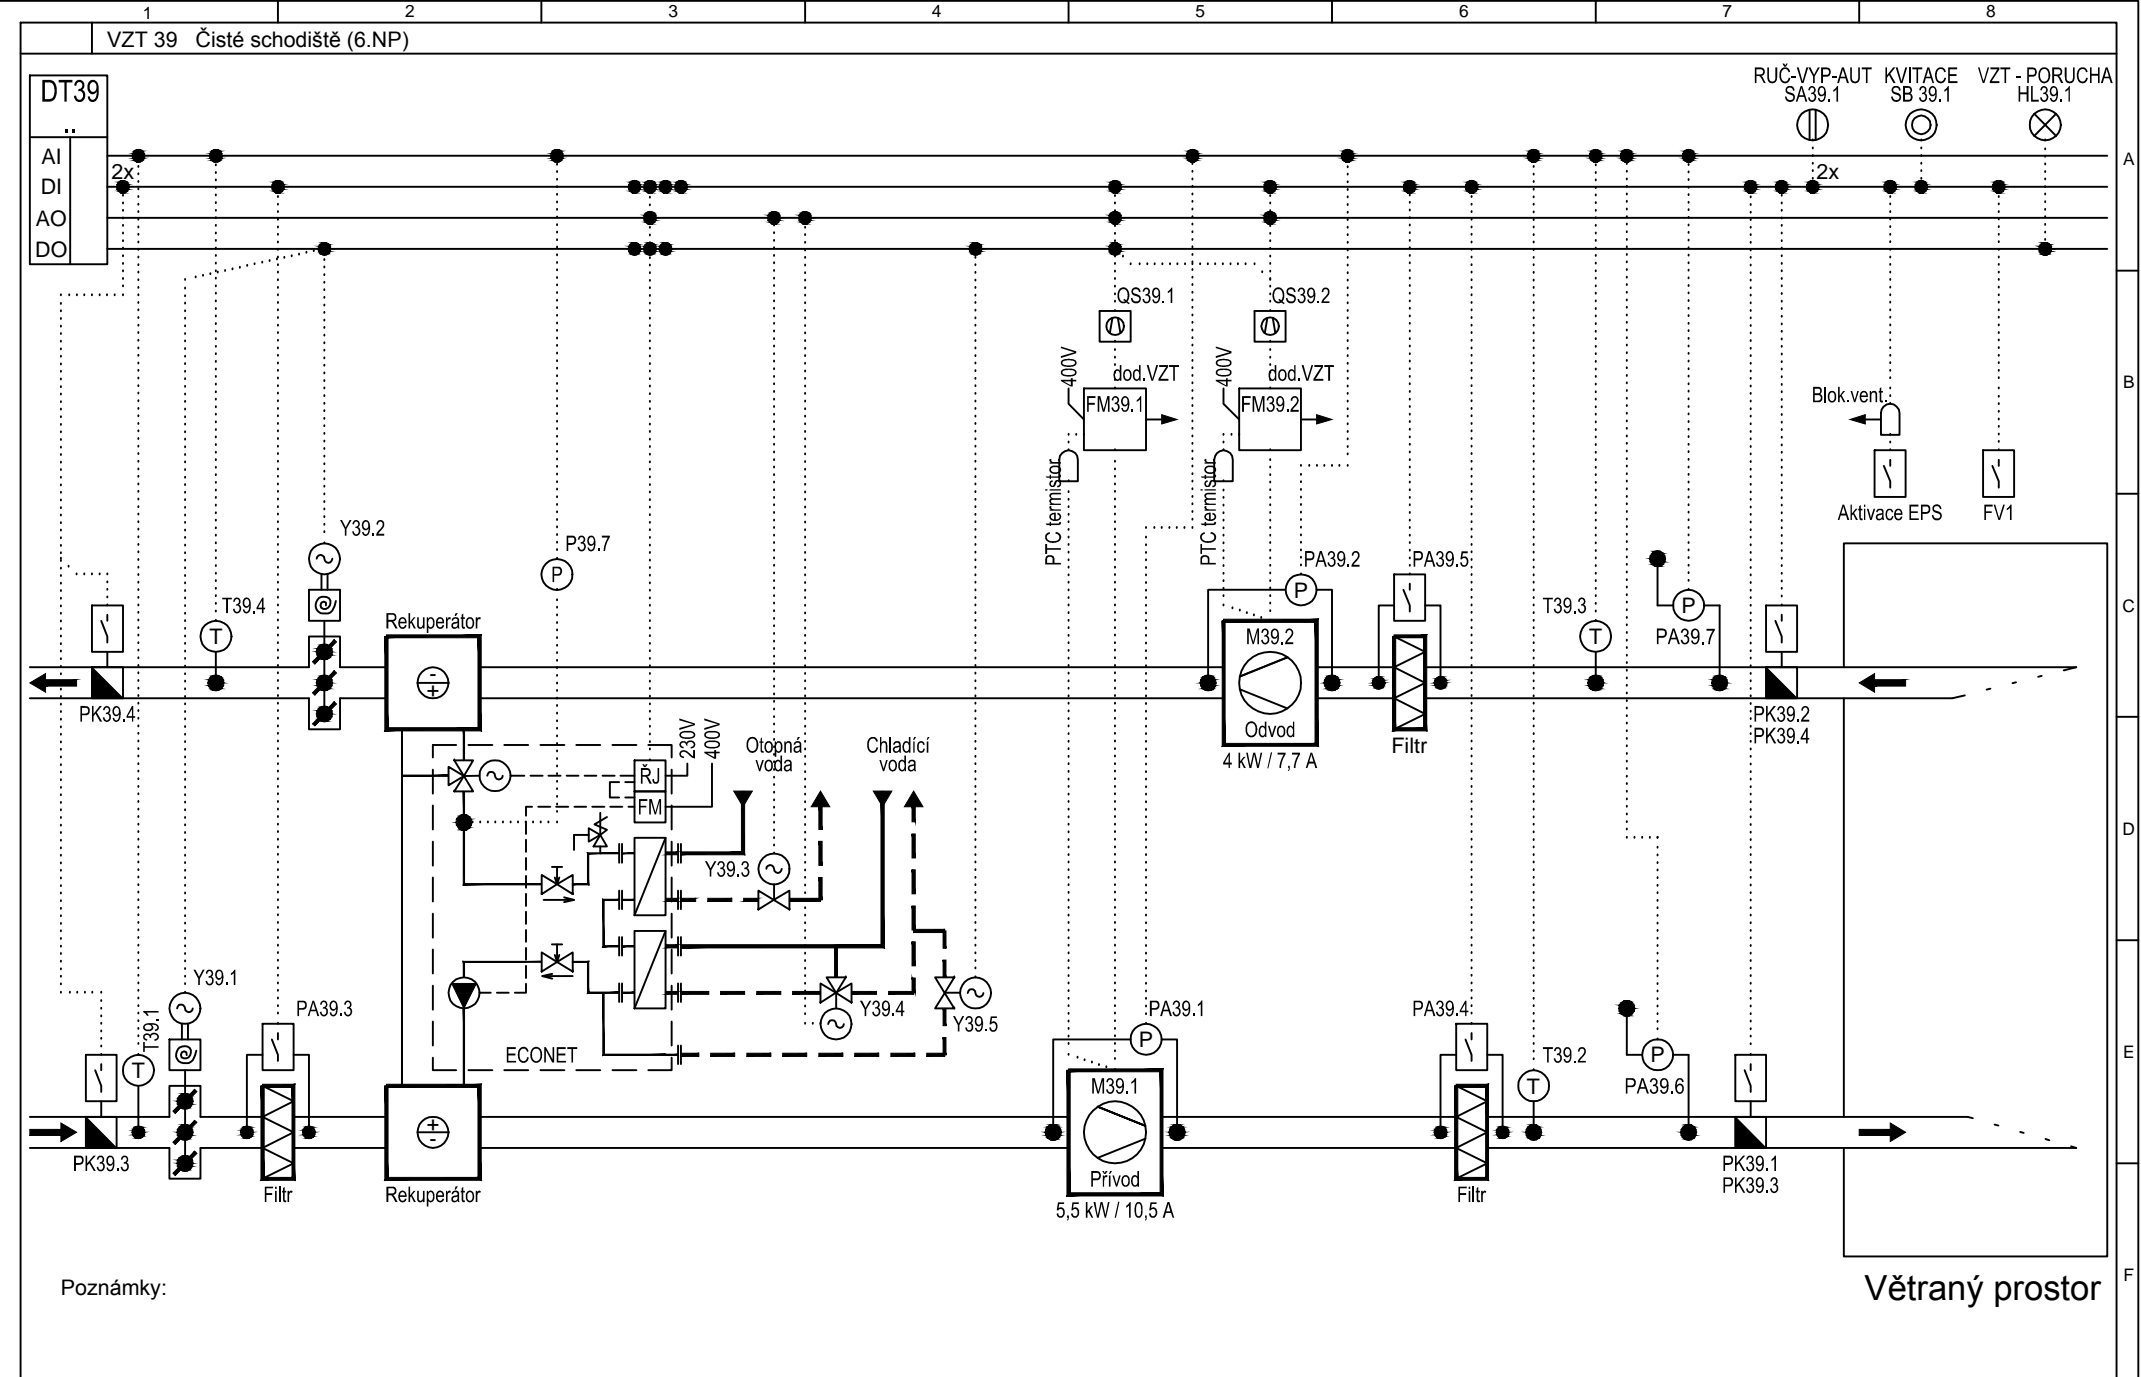 1 2 3 4 5 6 7 8
VZT 39 Čisté schodiště (6.NP)
DT39
..
RUČ-VYP-AUT KVITACE VZT - PORUCHA
SA39.1 SB 39.1 HL39.1
AI
2x
DI
2x
AO
DO
A
QS39.1 QS39.2
400V dod.VZT 400V dod.VZT
FM39.1 FM39.2
B
Blok.vent.
PTC termistor PTC termistor
Aktivace EPS FV1
Y39.2
P39.7
P
PA39.2
P
PA39.5
T39.4
T
T39.3
T
P
PA39.7
C
Rekuperátor
M39.2
Odvod
4 kW / 7,7 A
Filtr
PK39.4
PK39.2
PK39.4
230V
400V
Otopná
voda
Chladící
voda
ŘJ
FM
D
Y39.3
Y39.1
T39.1
T
PA39.3
Y39.4
Y39.5
ECONET
PA39.1
P
PA39.4
T39.2
T
P
PA39.6
E
M39.1
Přívod
5,5 kW / 10,5 A
PK39.3
Filtr
Rekuperátor
Filtr
PK39.1
PK39.3
Poznámky:
Větraný prostor
F